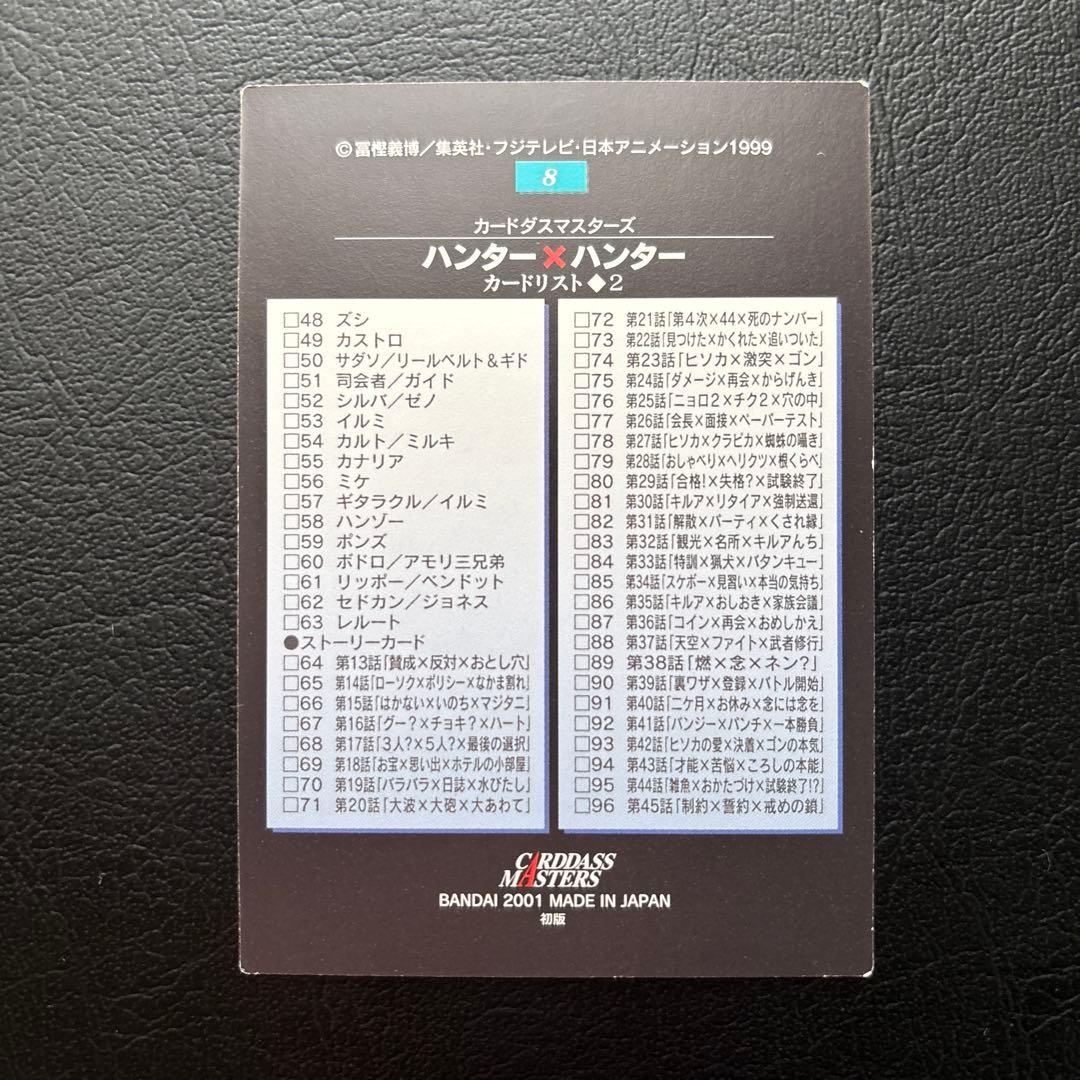 ©冨樫義博／集英社・フジテレビ・日本アニメーション1999
8
カードダスマスターズ
ハンター×ハンター
カードリスト◆2
□48 ズシ
□49 カストロ
□50 サダソ／リールベルト＆ギド
□51 司会者／ガイド
□52 シルバ／ゼノ
□53 イルミ
□54 カルト／ミルキ
□55 カナリア
□56 ミケ
□57 ギタラクル／イルミ
□58 ハンゾー
□59 ポンズ
□60 ボドロ／アモリ三兄弟
□61 リッポー／ベンドット
□62 セドカン／ジョネス
□63 レルート
●ストーリーカード
□64 第13話「賛成×反対×おとし穴」
□65 第14話「ローソク×ポリシー×なかま割れ」
□66 第15話「はかない×いのち×マジタニ」
□67 第16話「グー？×チョキ？×ハート」
□68 第17話「3人？×5人？×最後の選択」
□69 第18話「お宝×思い出×ホテルの小部屋」
□70 第19話「バラバラ×日誌×水びたし」
□71 第20話「大波×大砲×大あわて」
□72 第21話「第4次×44×死のナンバー」
□73 第22話「見つけた×かくれた×追いついた」
□74 第23話「ヒソカ×激突×ゴン」
□75 第24話「ダメージ×再会×からげんき」
□76 第25話「ニョロ2×チク2×穴の中」
□77 第26話「会長×面接×ペーパーテスト」
□78 第27話「ヒソカ×クラピカ×蜘蛛の囁き」
□79 第28話「おしゃべり×ヘリクツ×根くらべ」
□80 第29話「合格！×失格？×試験終了」
□81 第30話「キルア×リタイア×強制送還」
□82 第31話「解散×パーティ×くされ縁」
□83 第32話「観光×名所×キルアんち」
□84 第33話「特訓×猟犬×バタンキュー」
□85 第34話「スケボー×見習い×本当の気持ち」
□86 第35話「キルア×おしおき×家族会議」
□87 第36話「コイン×再会×おめしかえ」
□88 第37話「天空×ファイト×武者修行」
□89 第38話「燃×念×ネン？」
□90 第39話「裏ワザ×登録×バトル開始」
□91 第40話「二ケ月×お休み×念には念を」
□92 第41話「バンジー×パンチ×一本勝負」
□93 第42話「ヒソカの愛×決着×ゴンの本気」
□94 第43話「才能×苦悩×ころしの本能」
□95 第44話「雑魚×おかたづけ×試験終了!?」
□96 第45話「制約×誓約×戒めの鎖」
CARDDASS
MASTERS
BANDAI 2001 MADE IN JAPAN
初版